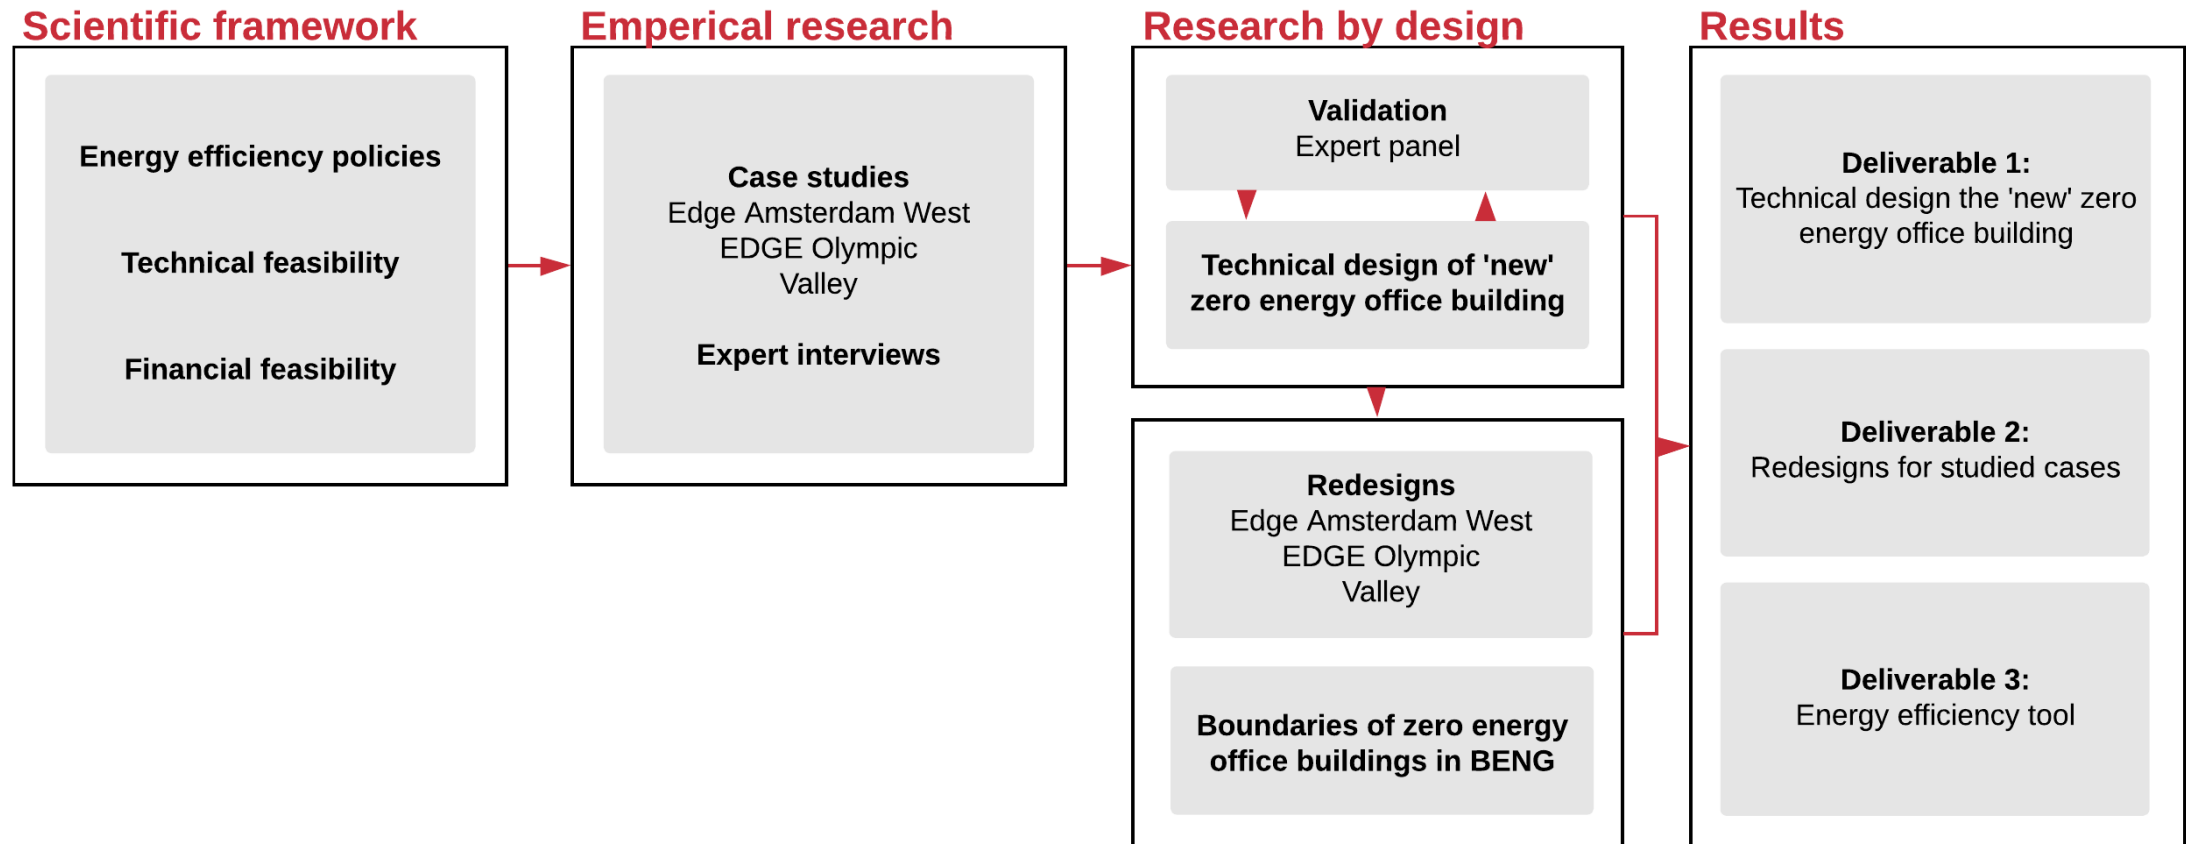 Scientific framework
Energy efficiency policies
Technical feasibility
Financial feasibility
Emperical research
Case studies
Edge Amsterdam West
EDGE Olympic
Valley
Expert interviews
Research by design
Validation
Expert panel
Technical design of 'new'
zero energy office building
Redesigns
Edge Amsterdam West
EDGE Olympic
Valley
Boundaries of zero energy
office buildings in BENG
Results
Deliverable 1:
Technical design the 'new' zero
energy office building
Deliverable 2:
Redesigns for studied cases
Deliverable 3:
Energy efficiency tool